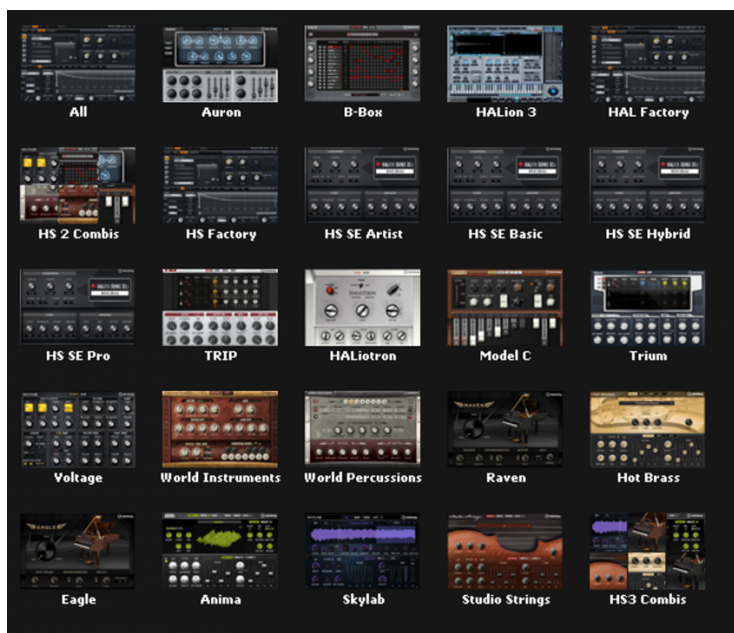 All
Auron
B-Box
HALion 3
HAL Factory
HS 2 Combis
HS Factory
HS SE Artist
HS SE Basic
HS SE Hybrid
HS SE Pro
TRIP
HALiotron
Model C
Trium
Voltage
World Instruments
World Percussions
Raven
Hot Brass
EAGLE
Eagle
Anima
Skylab
Studio Strings
HS3 Combis